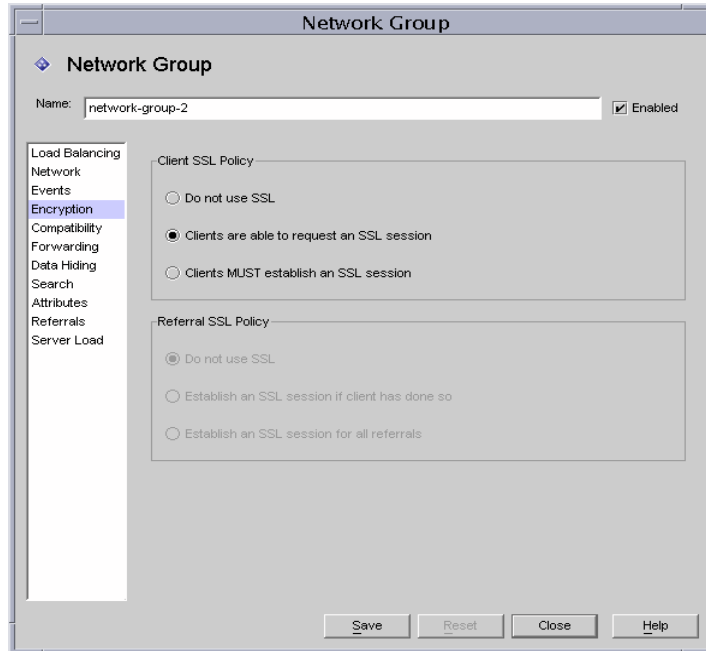 Network Group
Network Group
Name: network-group-2 Enabled
Load Balancing
Network
Events
Encryption
Compatibility
Forwarding
Data Hiding
Search
Attributes
Referrals
Server Load
Client SSL Policy
Do not use SSL
Clients are able to request an SSL session
Clients MUST establish an SSL session
Referral SSL Policy
Do not use SSL
Establish an SSL session if client has done so
Establish an SSL session for all referrals
Save Reset Close Help